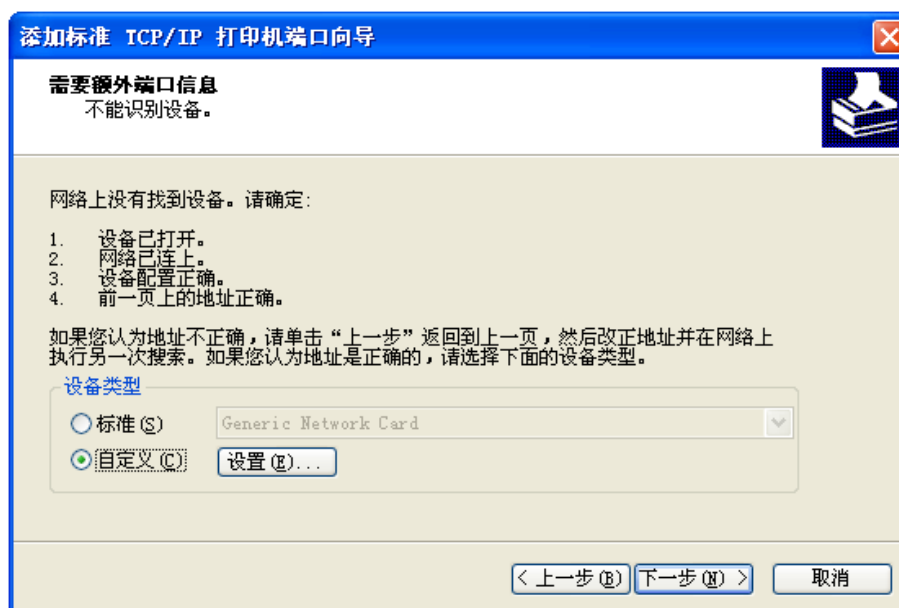 添加标准 TCP/IP 打印机端口向导
需要额外端口信息
不能识别设备。
网络上没有找到设备。请确定:
1. 设备已打开。
2. 网络已连上。
3. 设备配置正确。
4. 前一页上的地址正确。
如果您认为地址不正确,请单击“上一步”返回到上一页,然后改正地址并在网络上
执行另一次搜索。如果您认为地址是正确的,请选择下面的设备类型。
设备类型
标准(S) Generic Network Card
自定义(C) 设置(E)...
< 上一步(B) 下一步(N) > 取消